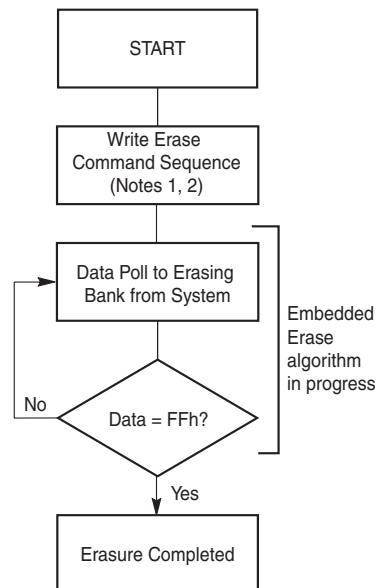 START
Write Erase
Command Sequence
(Notes 1, 2)
Data Poll to Erasing
Bank from System
Embedded
Erase
algorithm
in progress
No
Data = FFh?
Yes
Erasure Completed